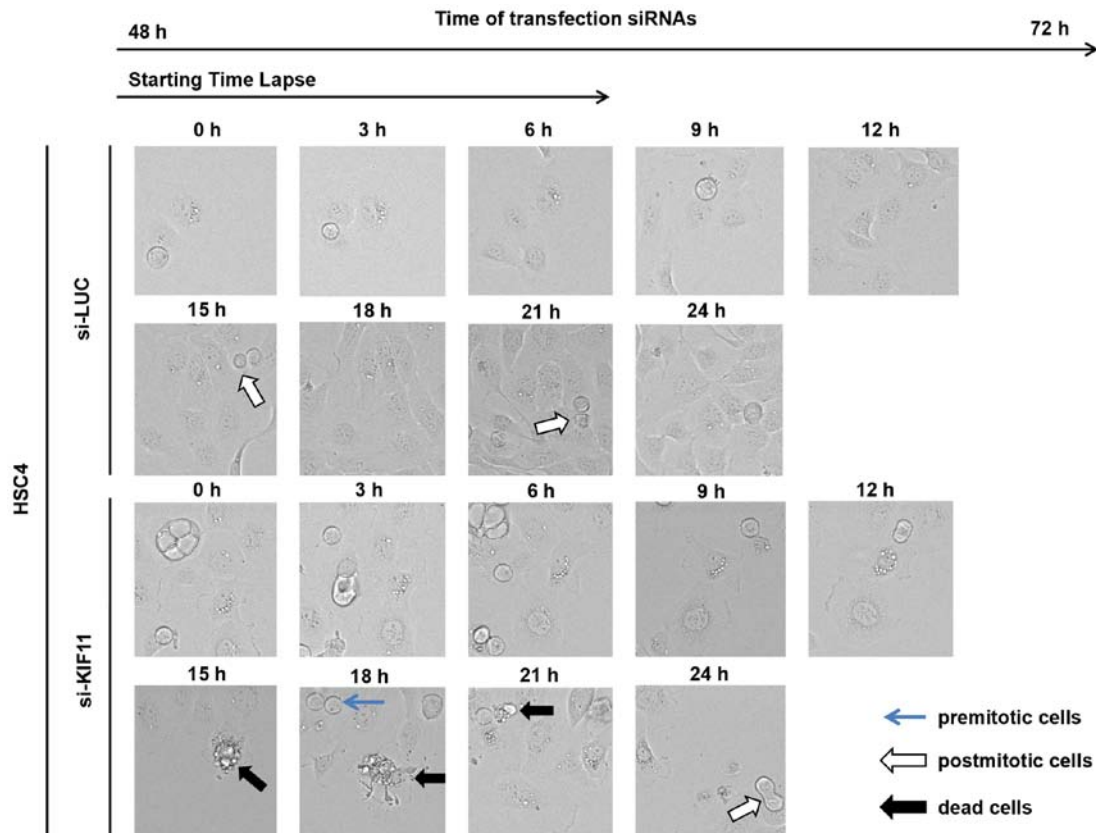 Time of transfection siRNAs
48 h 72 h
Starting Time Lapse
0 h 3 h 6 h 9 h 12 h
si-LUC
15 h 18 h 21 h 24 h
HSC4
0 h 3 h 6 h 9 h 12 h
si-KIF11
15 h 18 h 21 h 24 h
premitotic cells
postmitotic cells
dead cells